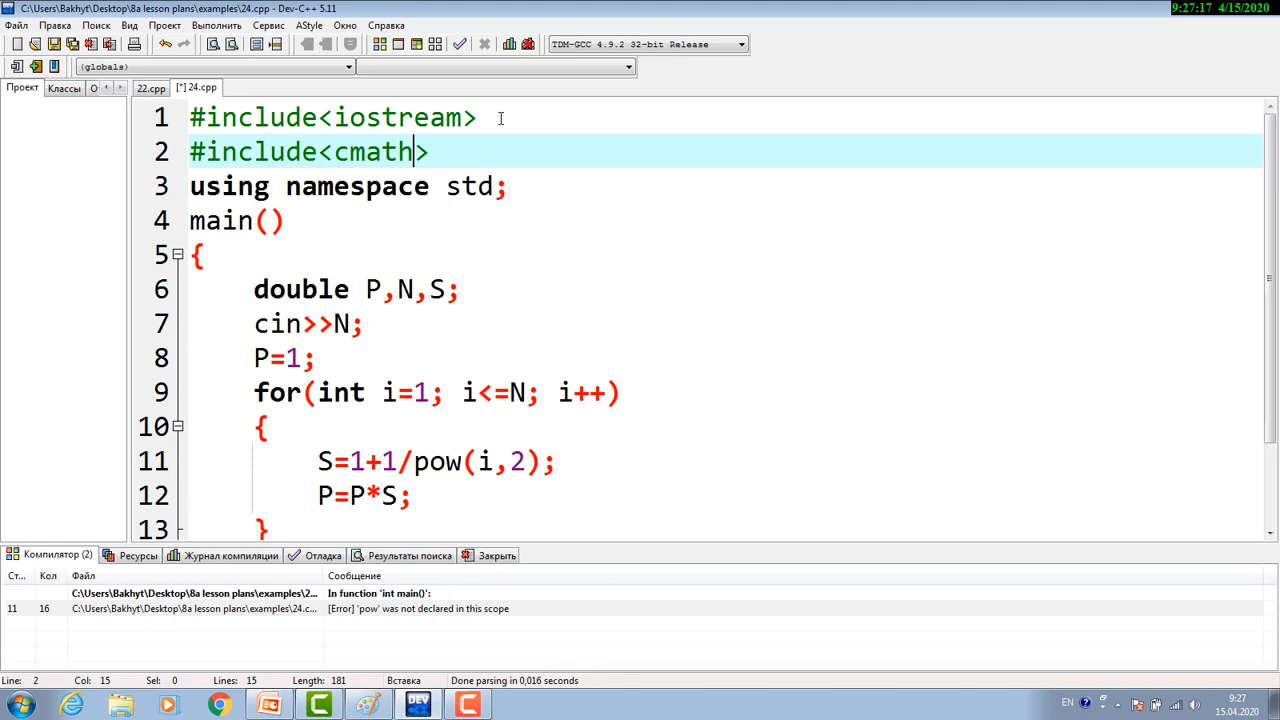 C:\Users\Bakhyt\Desktop\8a lesson plans\examples\24.cpp - Dev-C++ 5.11
9:27:17 4/15/2020
Файл Правка Поиск Вид Проект Выполнить Сервис AStyle Окно Справка
TDM-GCC 4.9.2 32-bit Release
(globals)
Проект Классы О 22.cpp [*] 24.cpp
1 #include<iostream>
2 #include<cmath>
3 using namespace std;
4 main()
5 {
6 double P,N,S;
7 cin>>N;
8 P=1;
9 for(int i=1; i<=N; i++)
10 {
11 S=1+1/pow(i,2);
12 P=P*S;
13 }
Компилятор (2) Ресурсы Журнал компиляции Отладка Результаты поиска Закрыть
Ст... Кол Файл Сообщение
C:\Users\Bakhyt\Desktop\8a lesson plans\examples\2... In function 'int main()':
11 16 C:\Users\Bakhyt\Desktop\8a lesson plans\examples\24.c... [Error] 'pow' was not declared in this scope
Line: 2 Col: 15 Sel: 0 Lines: 15 Length: 181 Вставка Done parsing in 0,016 seconds
DEV
EN 9:27
15.04.2020